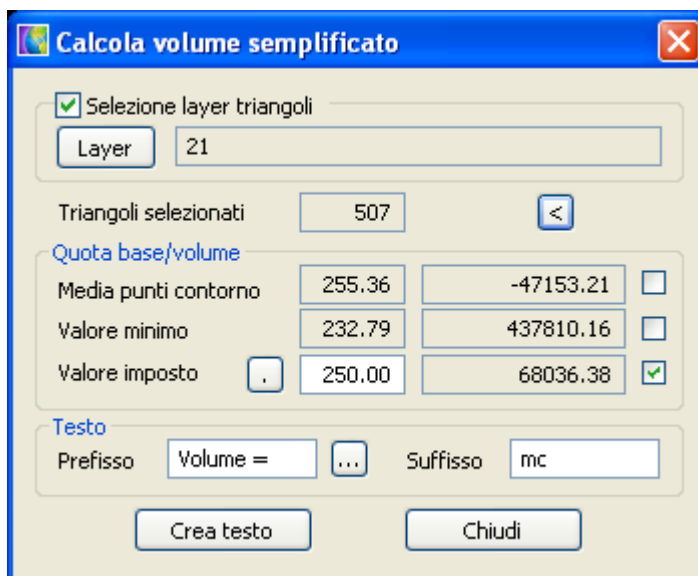 Calcola volume semplificato
Selezione layer triangoli
Layer 21
Triangoli selezionati 507 <
Quota base/volume
Media punti contorno 255.36 -47153.21
Valore minimo 232.79 437810.16
Valore imposto . 250.00 68036.38
Testo
Prefisso Volume = ... Suffisso mc
Crea testo Chiudi